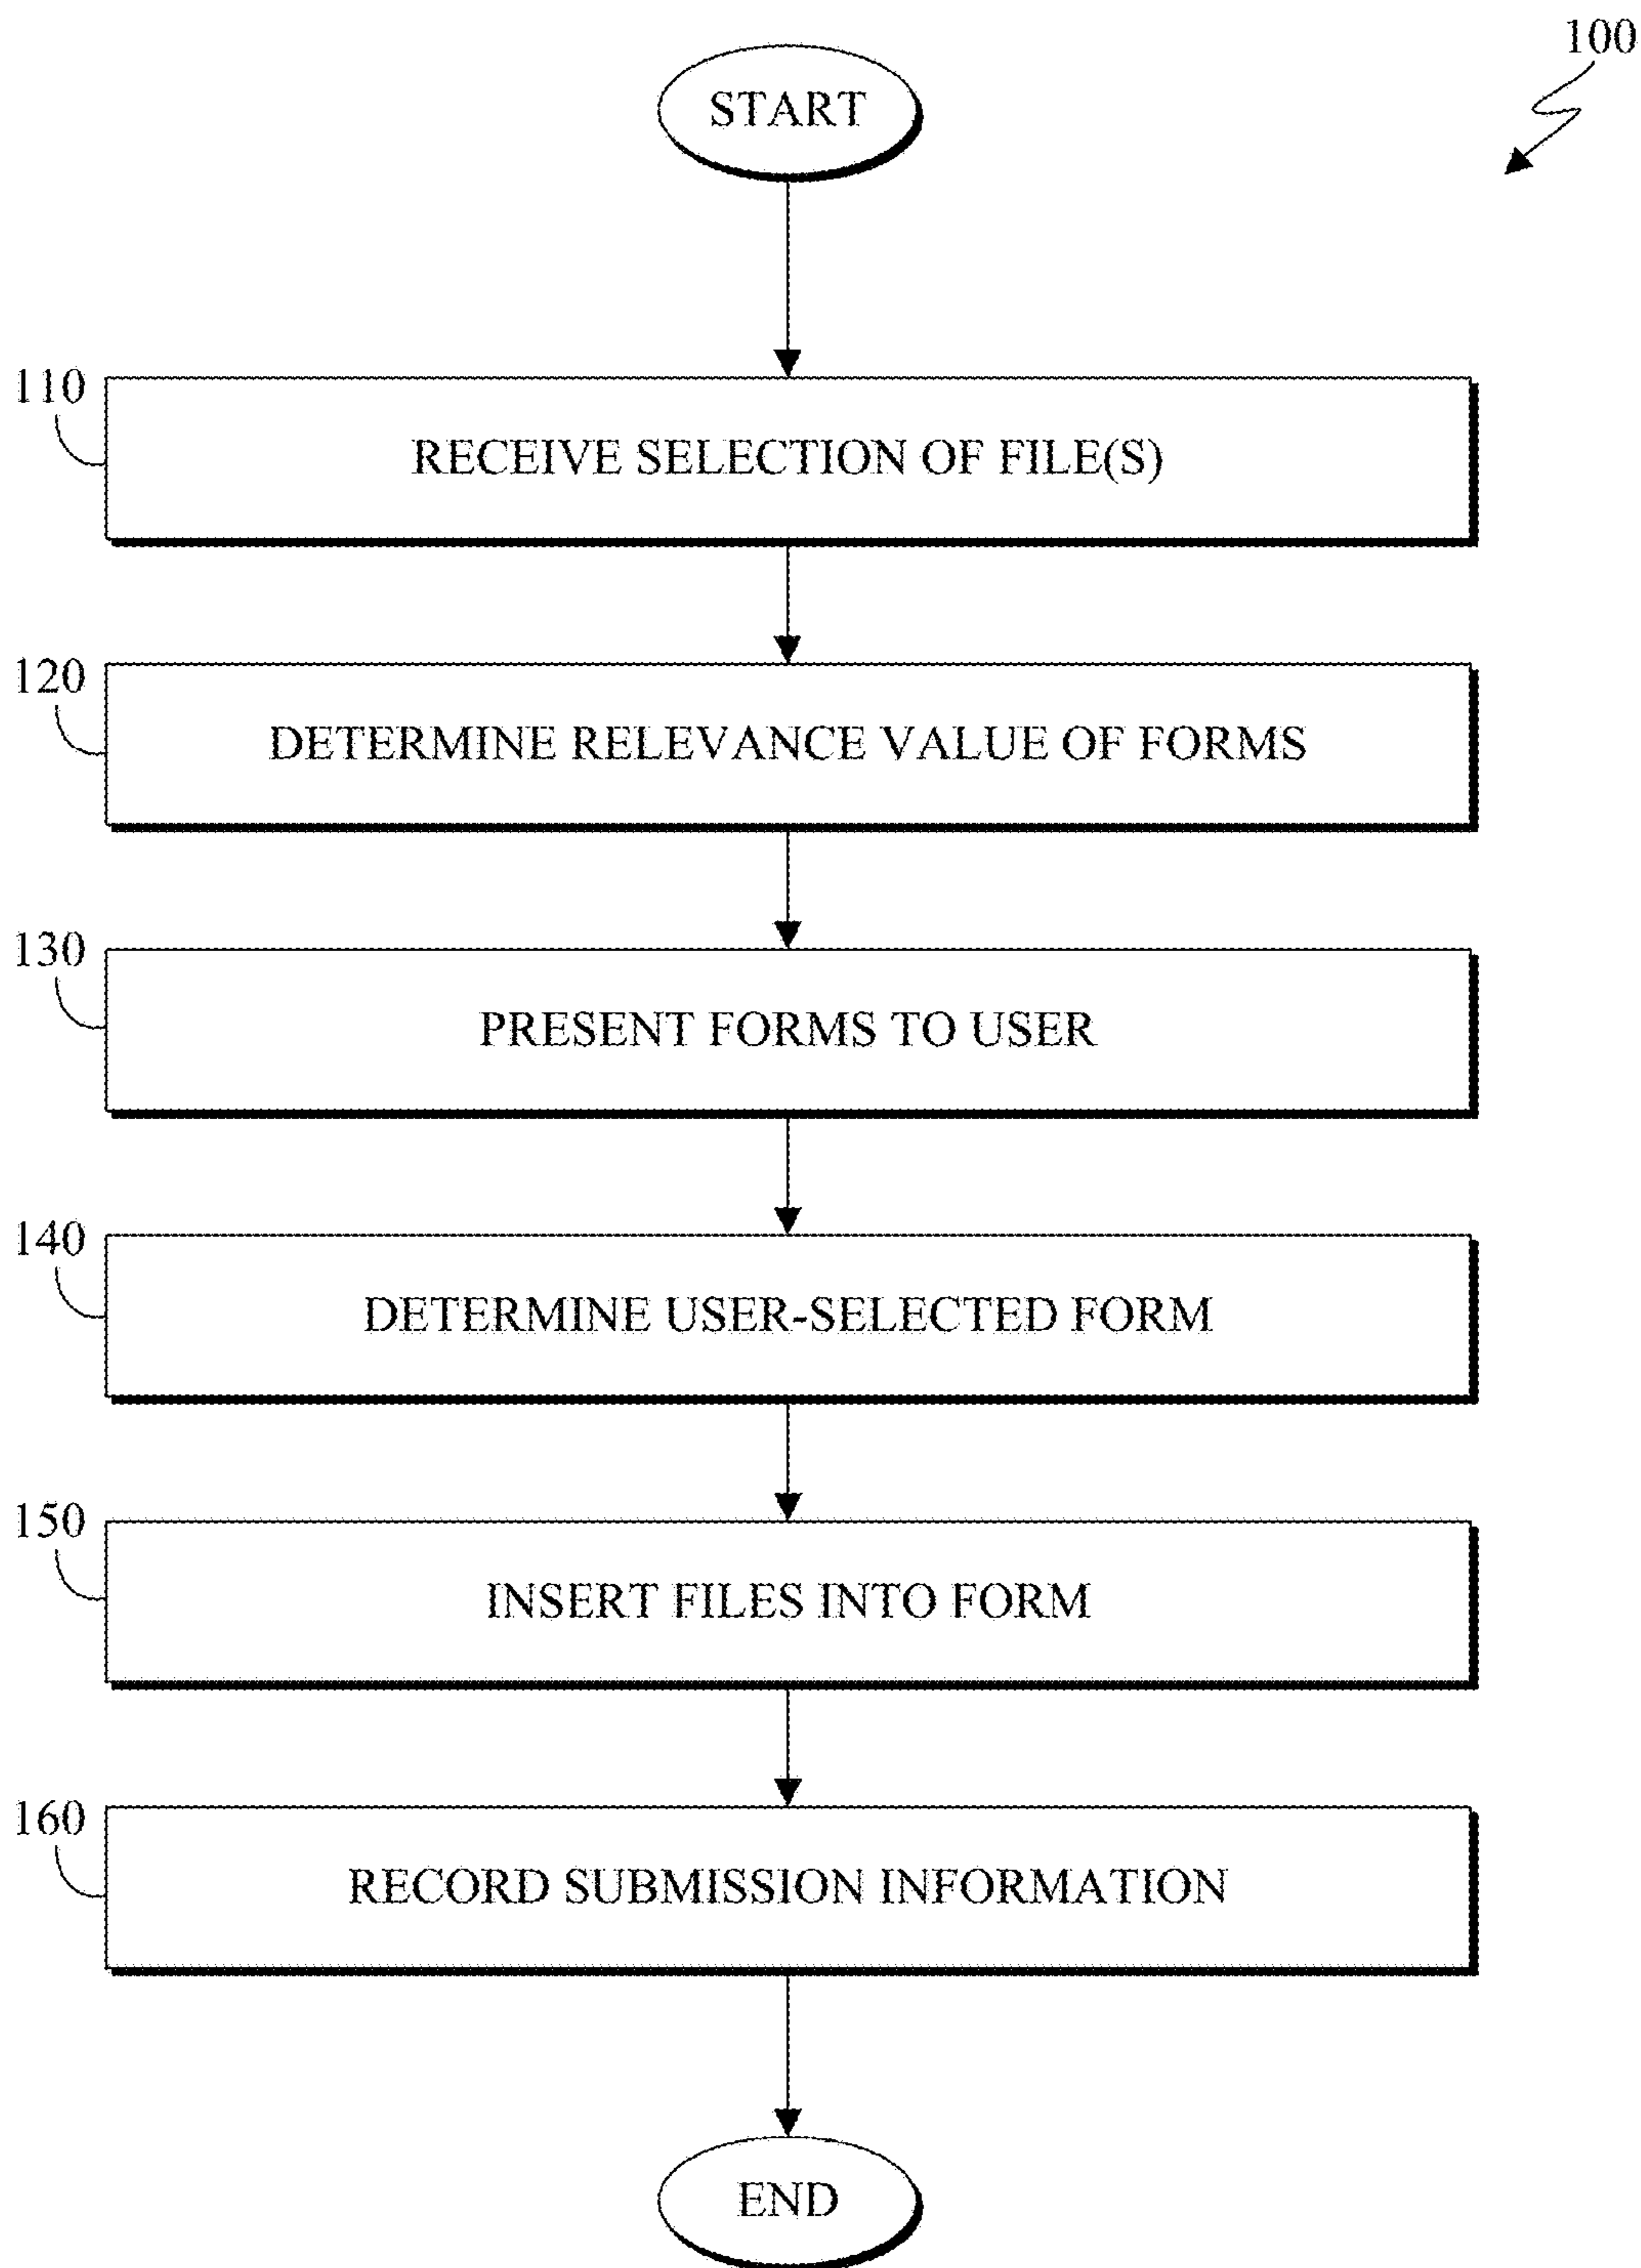 100
START
110
RECEIVE SELECTION OF FILE(S)
120
DETERMINE RELEVANCE VALUE OF FORMS
130
PRESENT FORMS TO USER
140
DETERMINE USER-SELECTED FORM
150
INSERT FILES INTO FORM
160
RECORD SUBMISSION INFORMATION
END